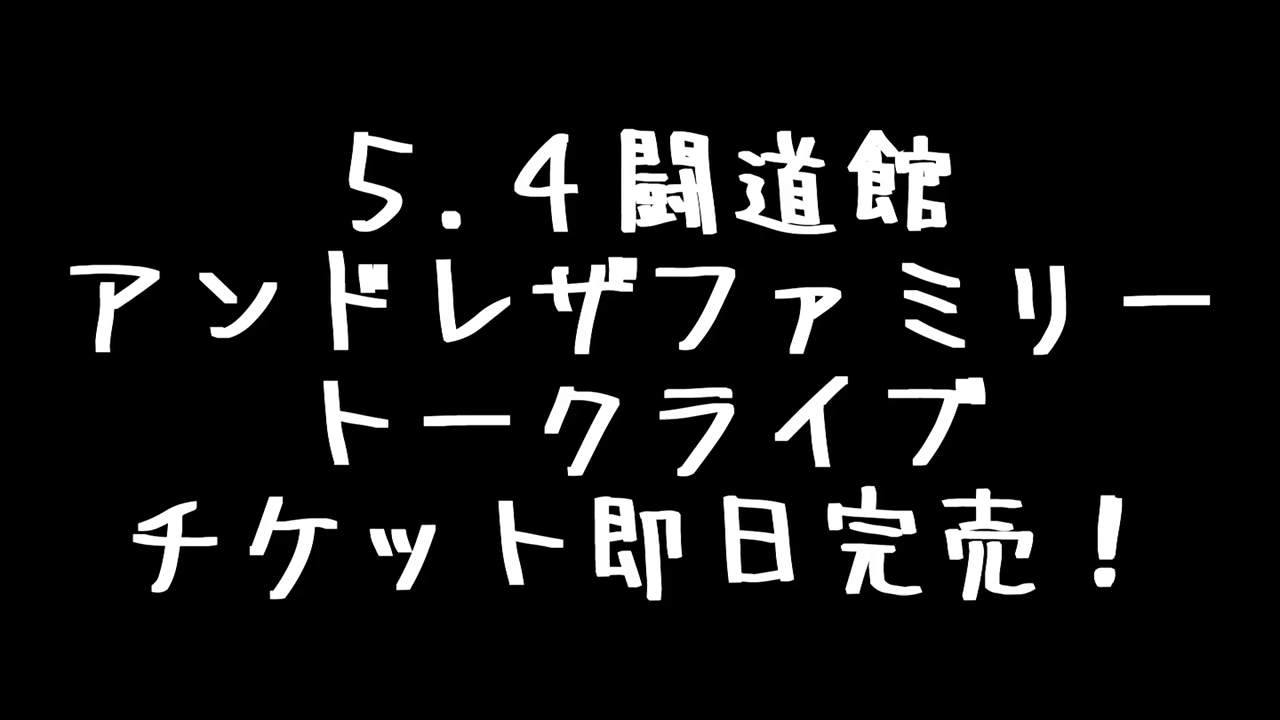 5.4闘道館
アンドレザファミリー
トークライブ
チケット即日完売!